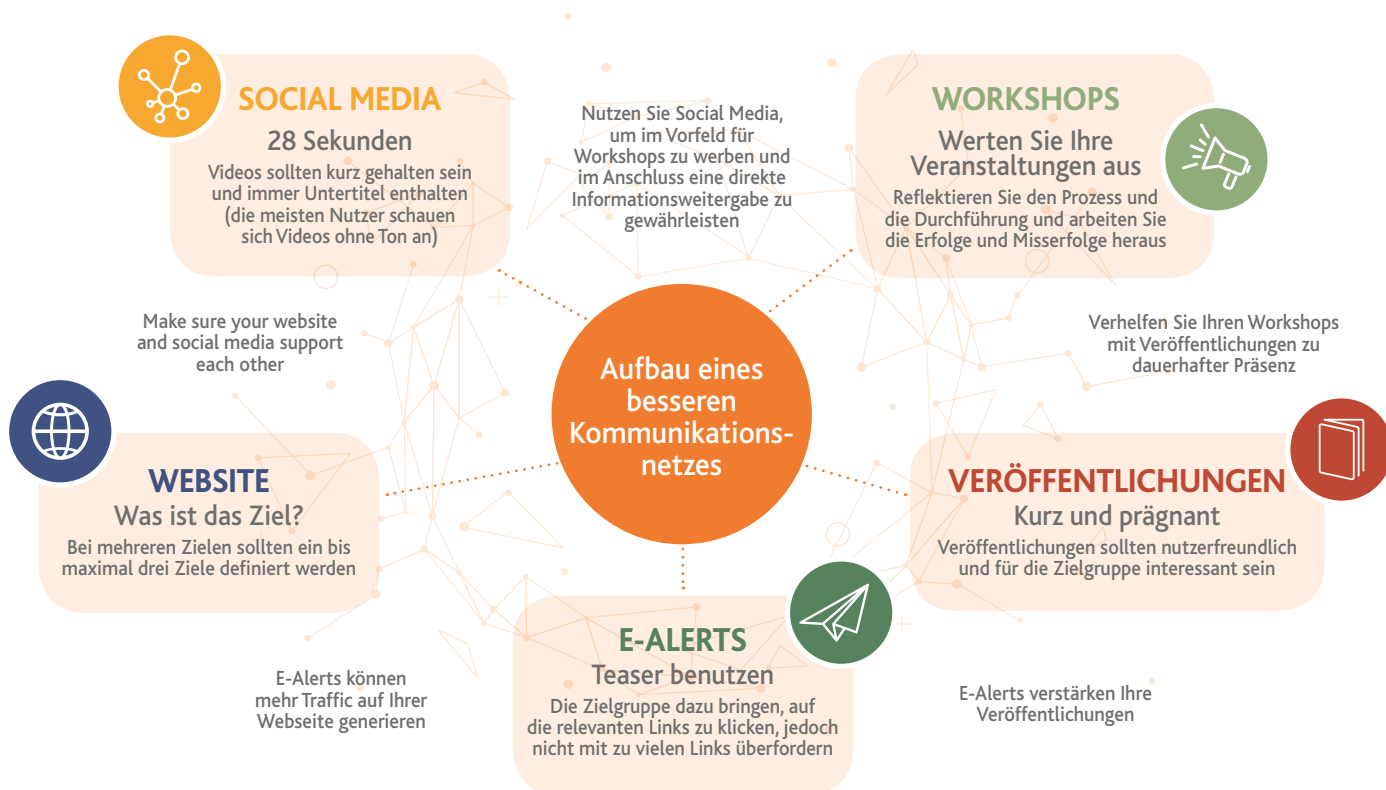 SOCIAL MEDIA
28 Sekunden
Videos sollten kurz gehalten sein
und immer Untertitel enthalten
(die meisten Nutzer schauen
sich Videos ohne Ton an)
Nutzen Sie Social Media,
um im Vorfeld für
Workshops zu werben und
im Anschluss eine direkte
Informationsweitergabe zu
gewährleisten
WORKSHOPS
Werten Sie Ihre
Veranstaltungen aus
Reflektieren Sie den Prozess und
die Durchführung und arbeiten Sie
die Erfolge und Misserfolge heraus
Make sure your website
and social media support
each other
Aufbau eines
besseren
Kommunikations-
netzes
Verhelfen Sie Ihren Workshops
mit Veröffentlichungen zu
dauerhafter Präsenz
WEBSITE
Was ist das Ziel?
Bei mehreren Zielen sollten ein bis
maximal drei Ziele definiert werden
VERÖFFENTLICHUNGEN
Kurz und prägnant
Veröffentlichungen sollten nutzerfreundlich
und für die Zielgruppe interessant sein
E-Alerts können
mehr Traffic auf Ihrer
Webseite generieren
E-ALERTS
Teaser benutzen
Die Zielgruppe dazu bringen, auf
die relevanten Links zu klicken, jedoch
nicht mit zu vielen Links überfordern
E-Alerts verstärken Ihre
Veröffentlichungen